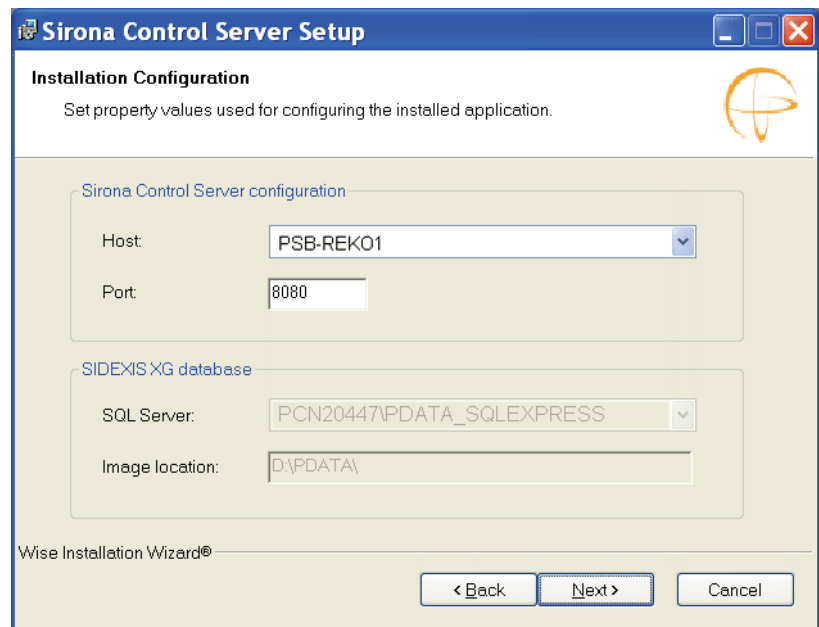 Sirona Control Server Setup
Installation Configuration
Set property values used for configuring the installed application.
Sirona Control Server configuration
Host: PSB-REKO1
Port: 8080
SIDEXIS XG database
SQL Server: PCN20447\PDATA_SQLEXPRESS
Image location: D:\PDATA\
Wise Installation Wizard®
< Back Next > Cancel